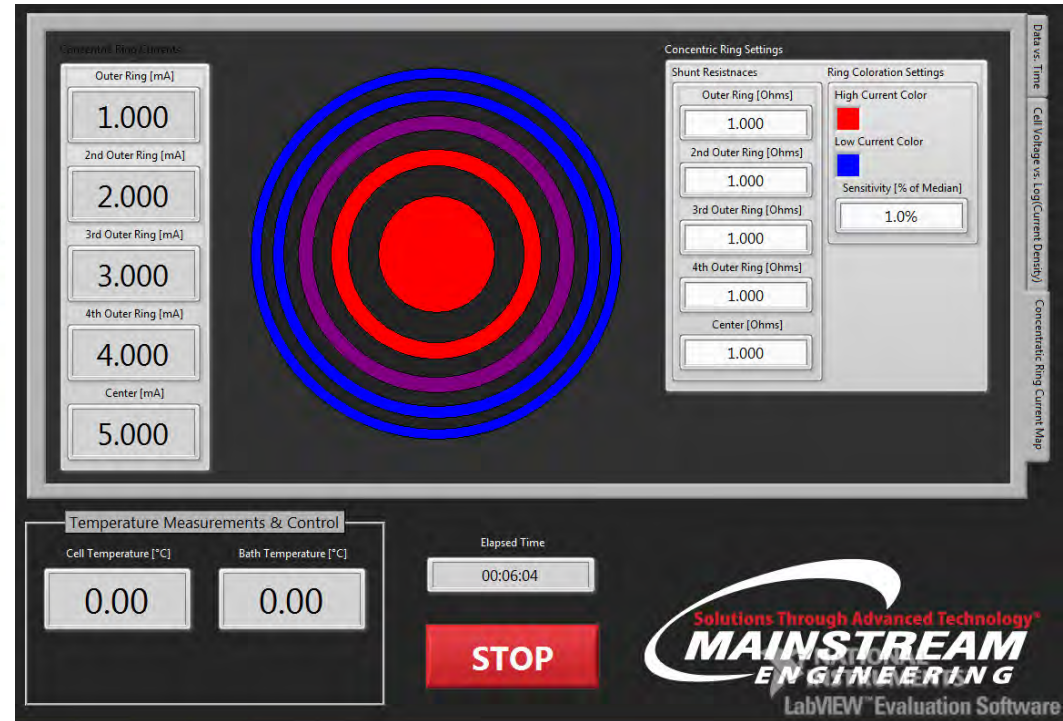 Concentric Ring Currents
Outer Ring [mA]
1.000
2nd Outer Ring [mA]
2.000
3rd Outer Ring [mA]
3.000
4th Outer Ring [mA]
4.000
Center [mA]
5.000
Concentric Ring Settings
Shunt Resistnaces
Outer Ring [Ohms]
1.000
2nd Outer Ring [Ohms]
1.000
3rd Outer Ring [Ohms]
1.000
4th Outer Ring [Ohms]
1.000
Center [Ohms]
1.000
Ring Coloration Settings
High Current Color
Low Current Color
Sensitivity [% of Median]
1.0%
Data vs. Time
Cell Voltage vs. Log(Current Density)
Concentratic Ring Current Map
Temperature Measurements & Control
Cell Temperature [°C]
0.00
Bath Temperature [°C]
0.00
Elapsed Time
00:06:04
STOP
Solutions Through Advanced Technology
MAINSTREAM
ENGINEERING
NATIONAL
INSTRUMENTS
LabVIEW™ Evaluation Software